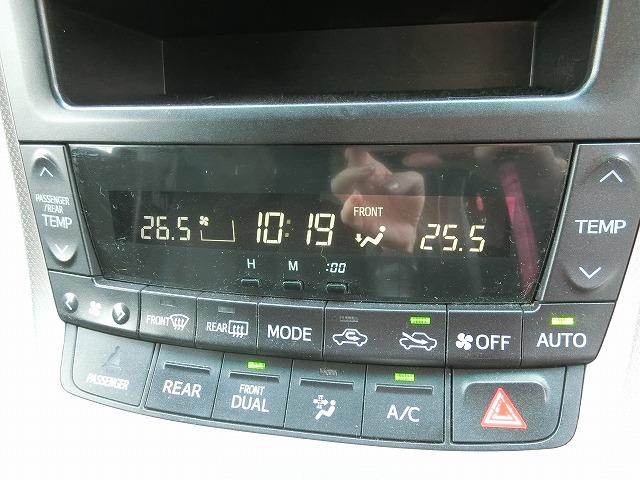 PASSENGER
/REAR
TEMP
26.5
10:19
FRONT
25.5
TEMP
H M :00
FRONT
REAR
MODE
OFF
AUTO
PASSENGER
REAR
FRONT
DUAL
A/C